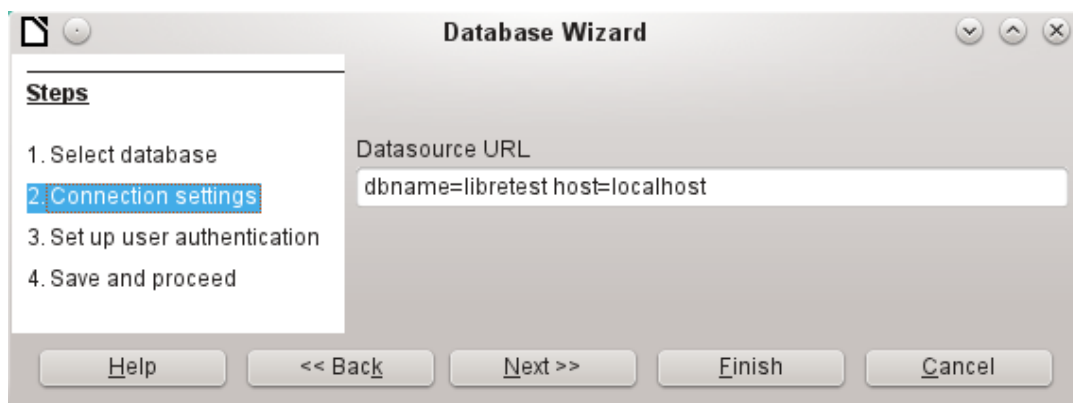 Database Wizard
Steps
1. Select database
2. Connection settings
3. Set up user authentication
4. Save and proceed
Datasource URL
dbname=libretest host=localhost
Help
<< Back
Next >>
Finish
Cancel